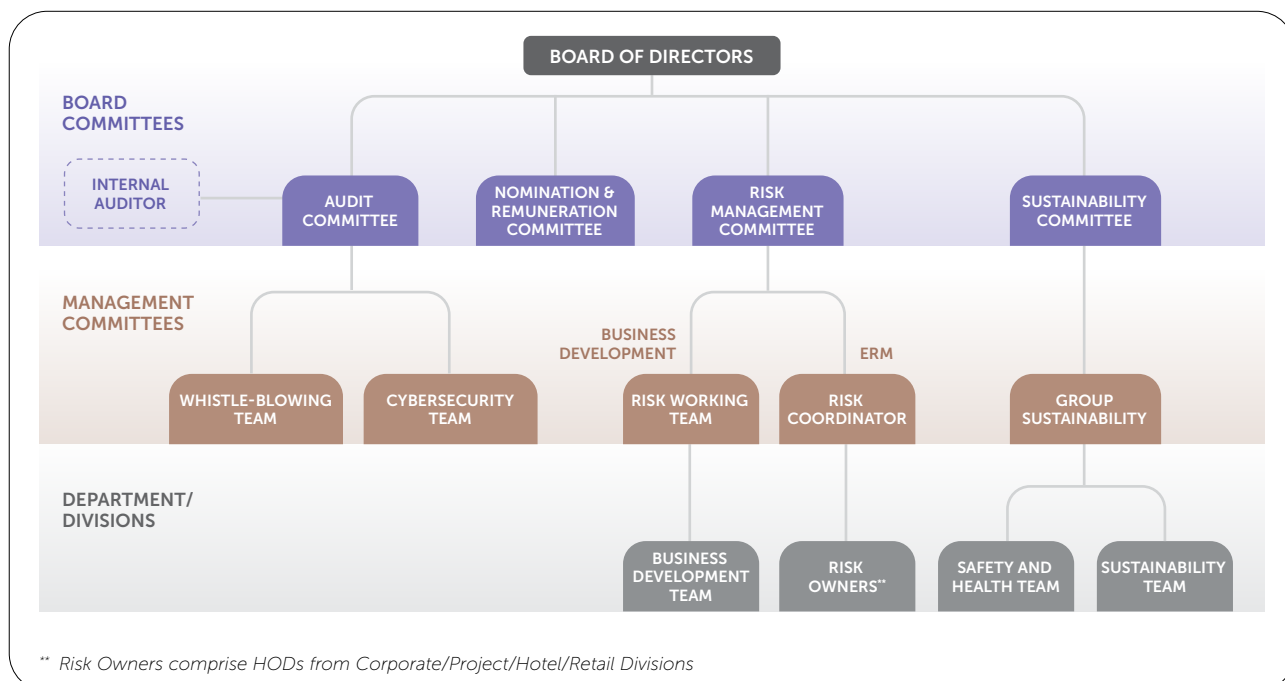 BOARD OF DIRECTORS
BOARD
COMMITTEES
INTERNAL
AUDITOR
AUDIT
COMMITTEE
NOMINATION &
REMUNERATION
COMMITTEE
RISK
MANAGEMENT
COMMITTEE
SUSTAINABILITY
COMMITTEE
MANAGEMENT
COMMITTEES
BUSINESS
DEVELOPMENT
ERM
WHISTLE-BLOWING
TEAM
CYBERSECURITY
TEAM
RISK WORKING
TEAM
RISK
COORDINATOR
GROUP
SUSTAINABILITY
DEPARTMENT/
DIVISIONS
BUSINESS
DEVELOPMENT
TEAM
RISK
OWNERS**
SAFETY AND
HEALTH TEAM
SUSTAINABILITY
TEAM
** Risk Owners comprise HODs from Corporate/Project/Hotel/Retail Divisions